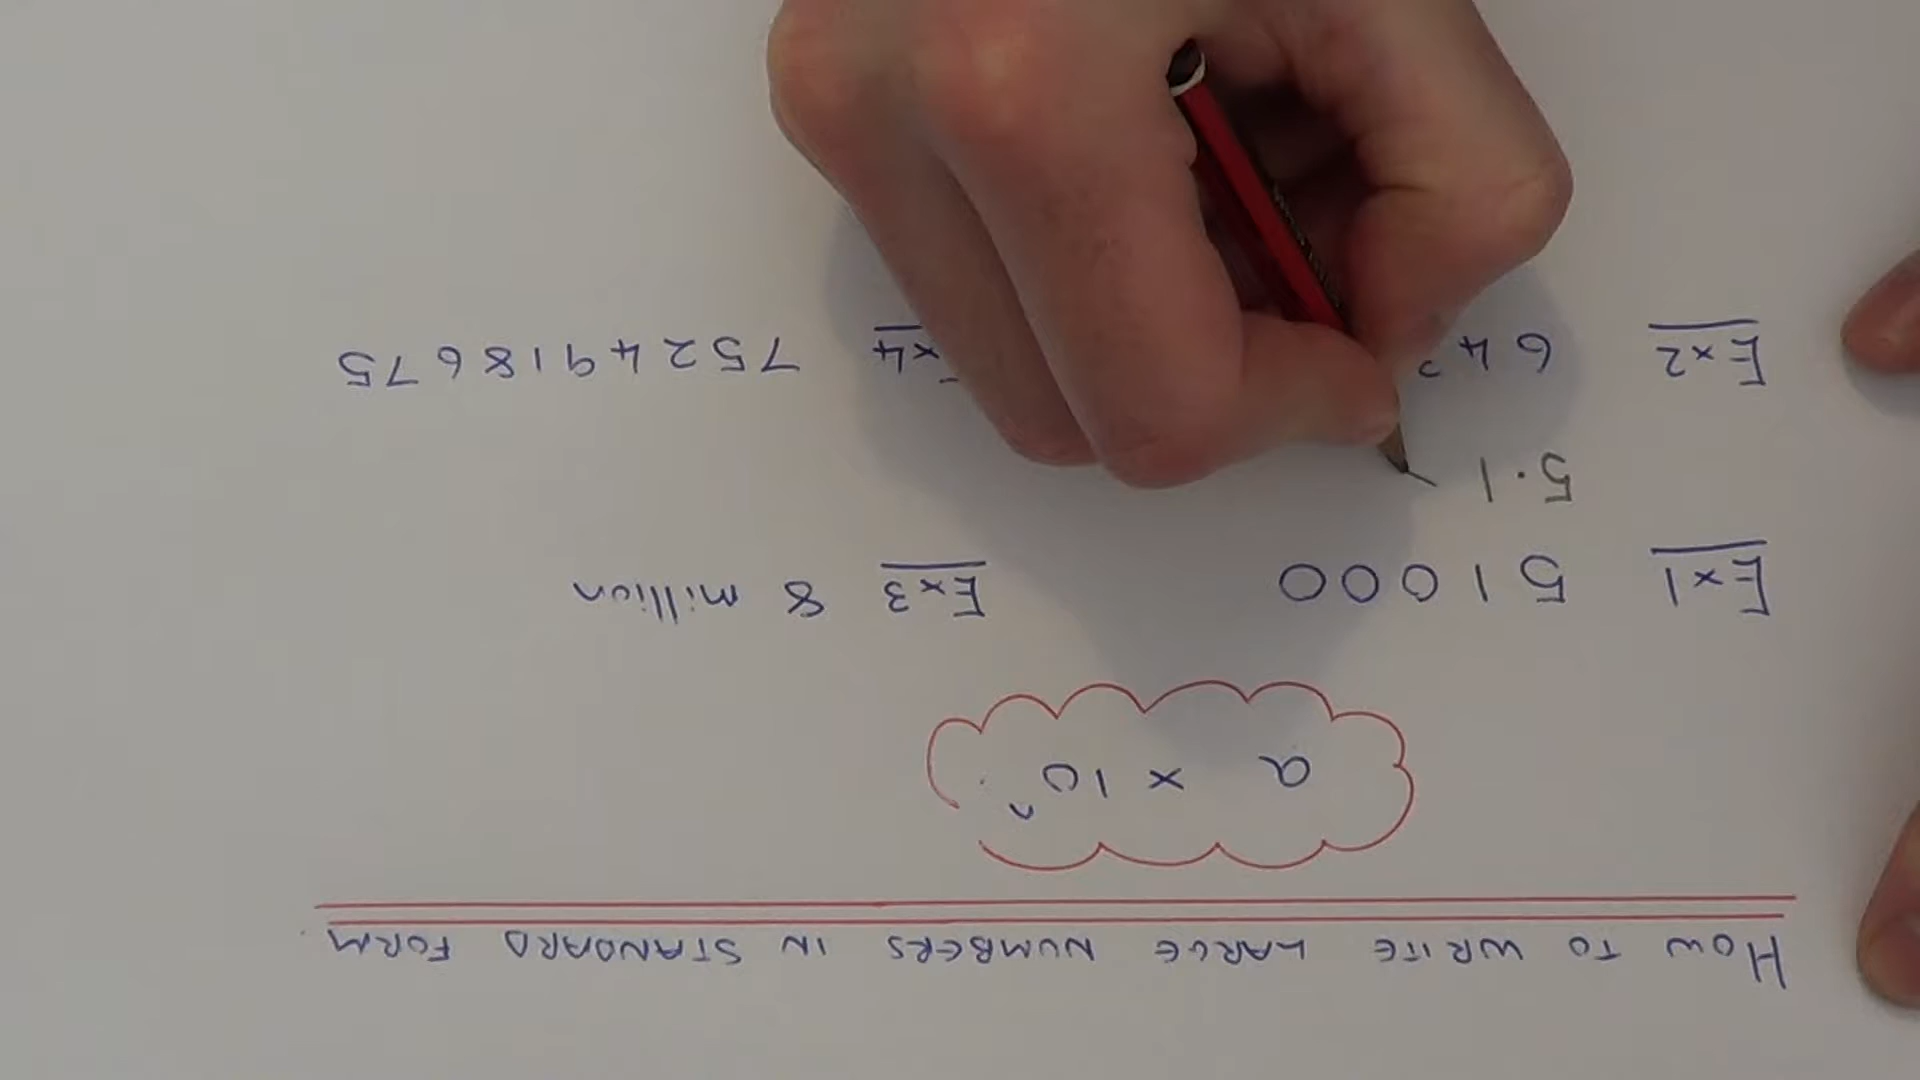 HOW TO WRITE LARGE NUMBERS IN STANDARD FORM
a × 10ⁿ
Ex1 51000
5.1
Ex3 8 million
Ex2 64
x4 7524918675